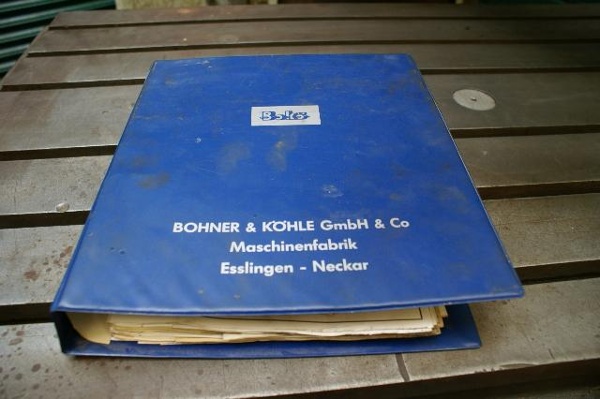 BOHNER & KÖHLE GmbH & Co
Maschinenfabrik
Esslingen - Neckar